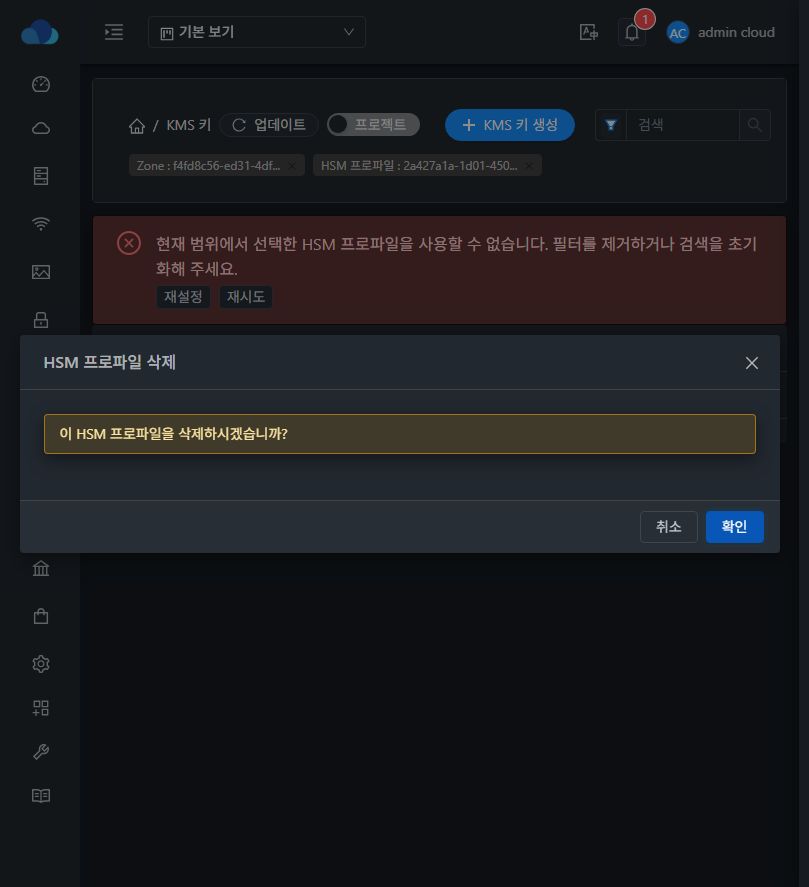 기본 보기
1
AC admin cloud
/ KMS 키 업데이트 프로젝트 + KMS 키 생성 검색
Zone : f4fd8c56-ed31-4df... × HSM 프로파일 : 2a427a1a-1d01-450... ×
현재 범위에서 선택한 HSM 프로파일을 사용할 수 없습니다. 필터를 제거하거나 검색을 초기
화해 주세요.
재설정 재시도
HSM 프로파일 삭제
이 HSM 프로파일을 삭제하시겠습니까?
취소 확인